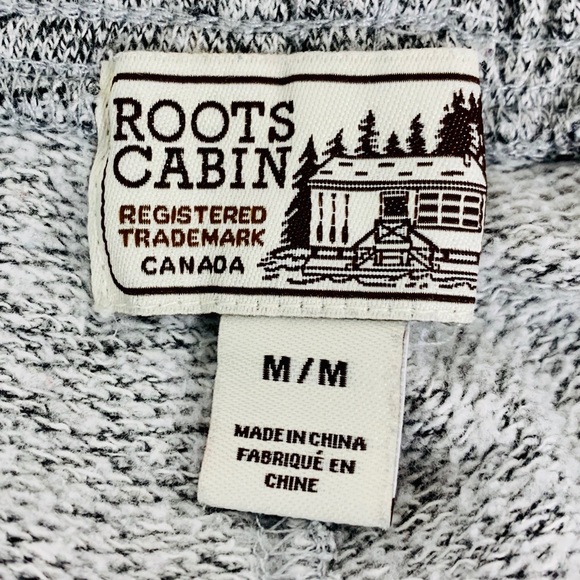 ROOTS
CABIN
REGISTERED
TRADEMARK
CANADA
M/M
MADE IN CHINA
FABRIQUÉ EN
CHINE